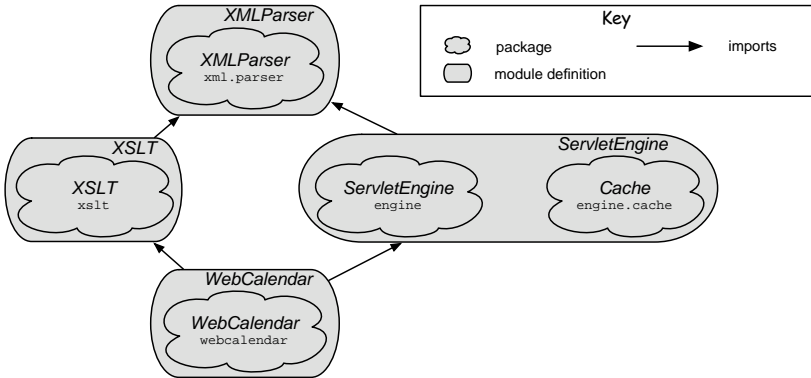 XMLParser
XMLParser
xml.parser
Key
package
imports
module definition
XSLT
XSLT
xslt
ServletEngine
ServletEngine
engine
Cache
engine.cache
WebCalendar
WebCalendar
webcalendar